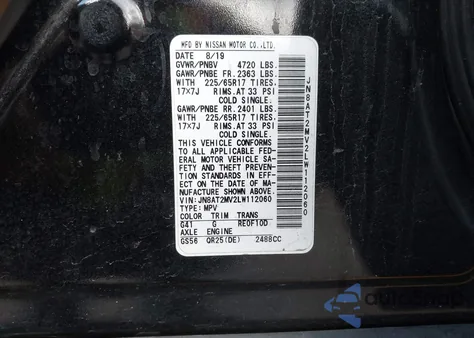 MFD BY NISSAN MOTOR CO.,LTD.
DATE 8/19
GVWR/PNBV 4720 LBS.
GAWR/PNBE FR. 2363 LBS.
WITH 225/65R17 TIRES.
17×7J RIMS.AT 33 PSI
COLD SINGLE.
GAWR/PNBE RR. 2401 LBS.
WITH 225/65R17 TIRES.
17×7J RIMS.AT 33 PSI
COLD SINGLE.
THIS VEHICLE CONFORMS
TO ALL APPLICABLE FED-
ERAL MOTOR VEHICLE SA-
FETY AND THEFT PREVEN-
TION STANDARDS IN EFF-
ECT ON THE DATE OF MA-
NUFACTURE SHOWN ABOVE.
VIN:JN8AT2MV2LW112060
TYPE:MPV
COLOR TRIM TRANS
G41 G RE0F10D
AXLE ENGINE
GS56 QR25(DE) 2488CC
JN8AT2MV2LW112060